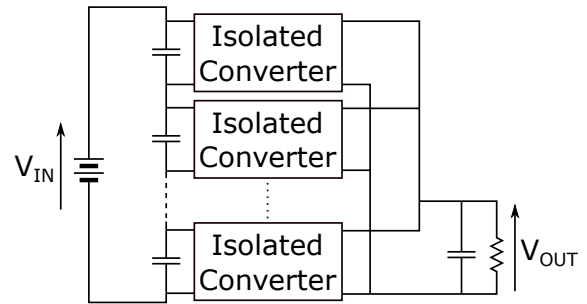 Isolated
Converter
Isolated
Converter
V_IN
Isolated
Converter
V_OUT